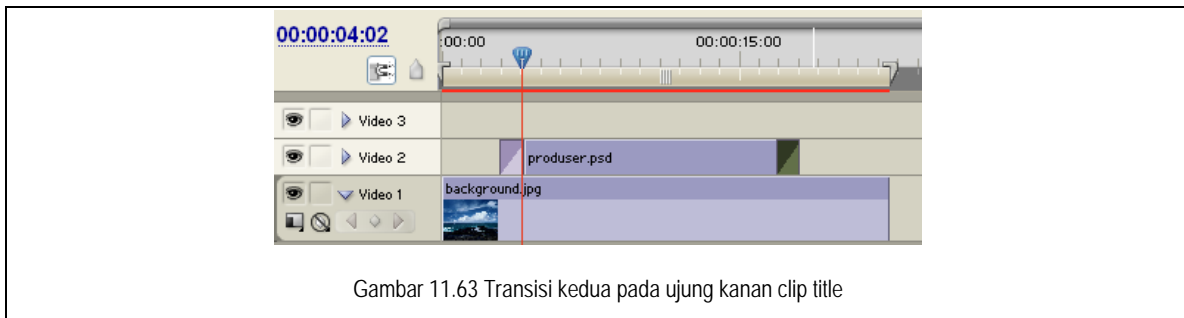 00:00:04:02
:00:00 00:00:15:00
Video 3
Video 2 produser.psd
Video 1 background.jpg
Gambar 11.63 Transisi kedua pada ujung kanan clip title